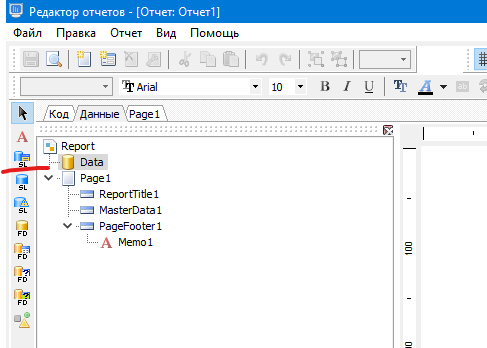 Редактор отчетов - [Отчет: Отчет1]
Файл Правка Отчет Вид Помощь
Arial 10 B I U
Код Данные Page1
Report
Data
Page1
ReportTitle1
MasterData1
PageFooter1
Memo1
A
SL
SL
SL
FD
FD
FD
FD
100